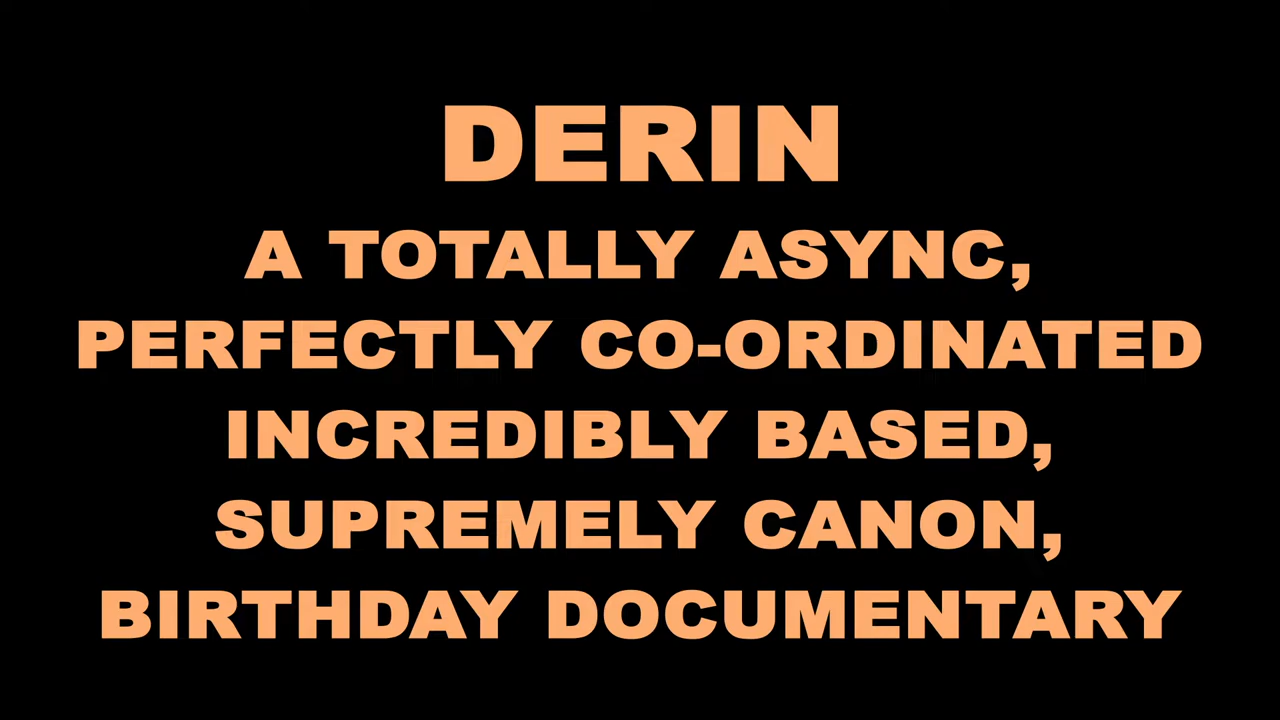 DERIN
A TOTALLY ASYNC,
PERFECTLY CO-ORDINATED
INCREDIBLY BASED,
SUPREMELY CANON,
BIRTHDAY DOCUMENTARY